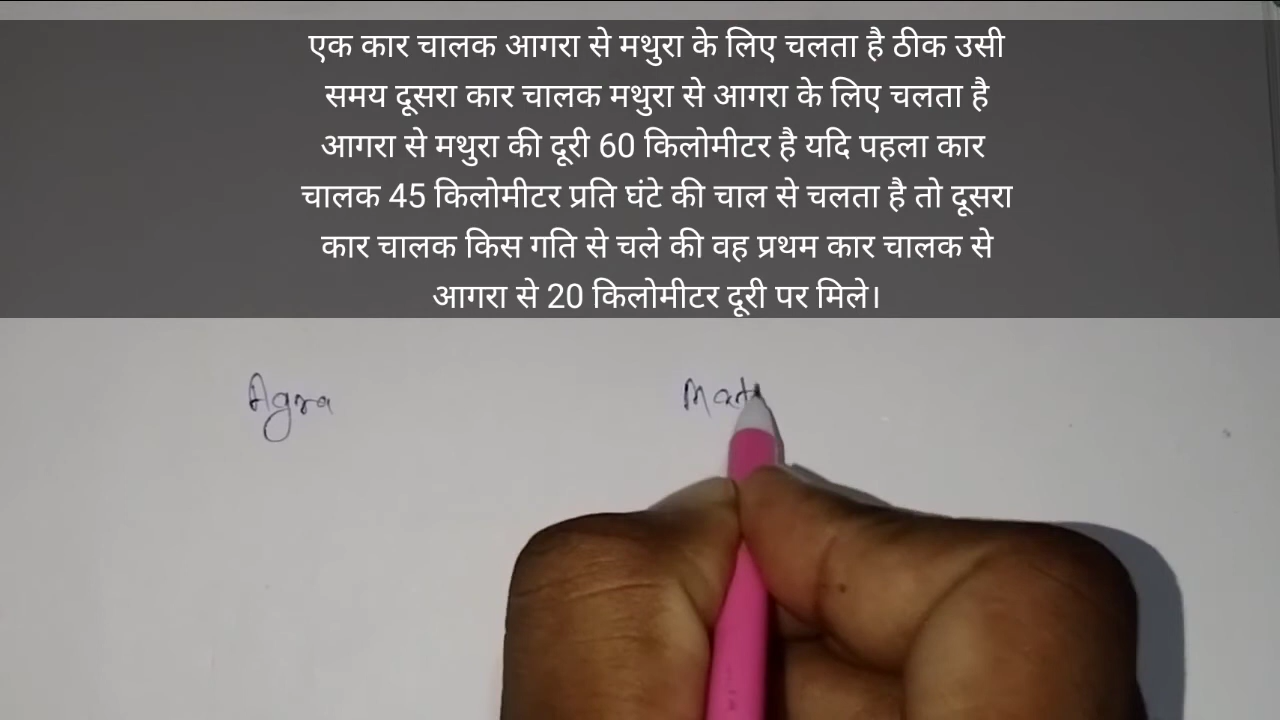 एक कार चालक आगरा से मथुरा के लिए चलता है ठीक उसी
समय दूसरा कार चालक मथुरा से आगरा के लिए चलता है
आगरा से मथुरा की दूरी 60 किलोमीटर है यदि पहला कार
चालक 45 किलोमीटर प्रति घंटे की चाल से चलता है तो दूसरा
कार चालक किस गति से चले की वह प्रथम कार चालक से
आगरा से 20 किलोमीटर दूरी पर मिले।
Agra